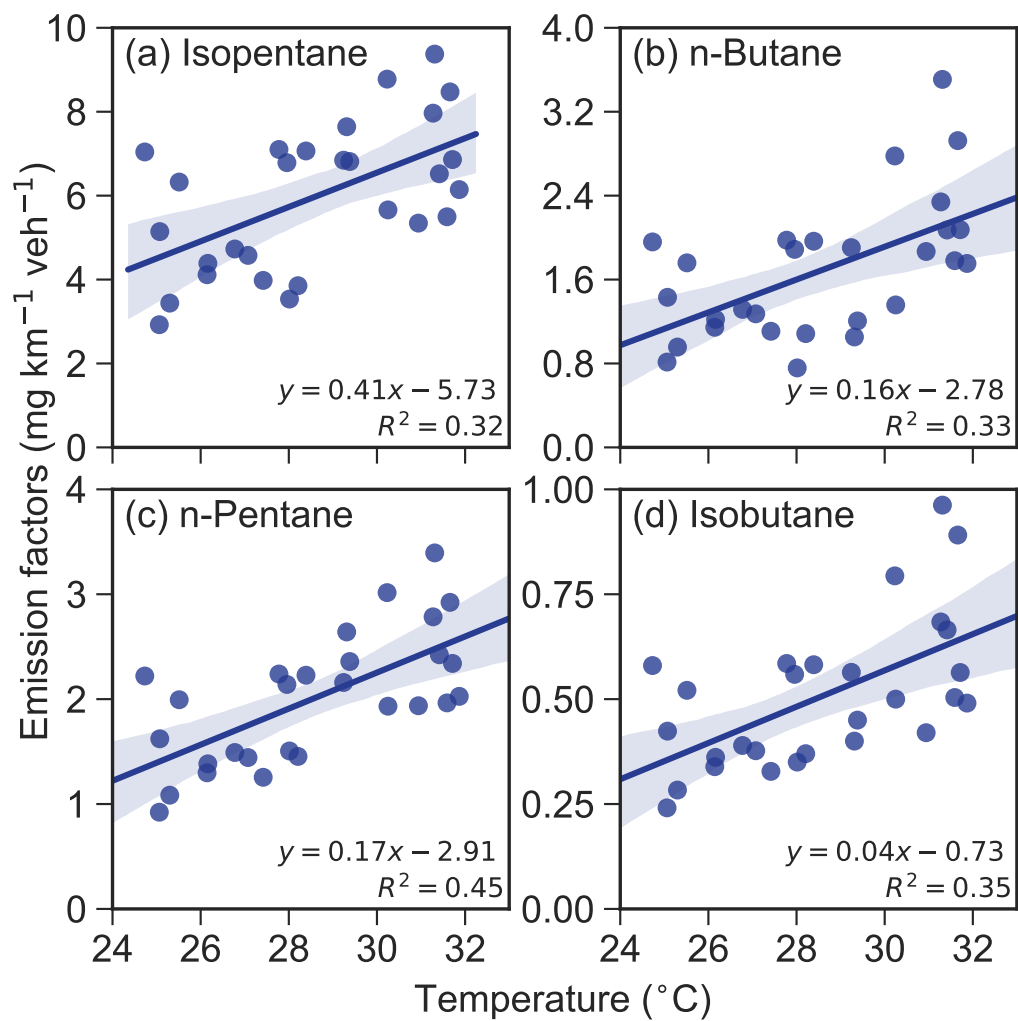 Emission factors (mg km⁻¹ veh⁻¹)
(a) Isopentane
10
8
6
4
2
0
y = 0.41x − 5.73
R² = 0.32
(b) n-Butane
4.0
3.2
2.4
1.6
0.8
0.0
y = 0.16x − 2.78
R² = 0.33
(c) n-Pentane
4
3
2
1
0
y = 0.17x − 2.91
R² = 0.45
24 26 28 30 32
(d) Isobutane
1.00
0.75
0.50
0.25
0.00
y = 0.04x − 0.73
R² = 0.35
24 26 28 30 32
Temperature (°C)